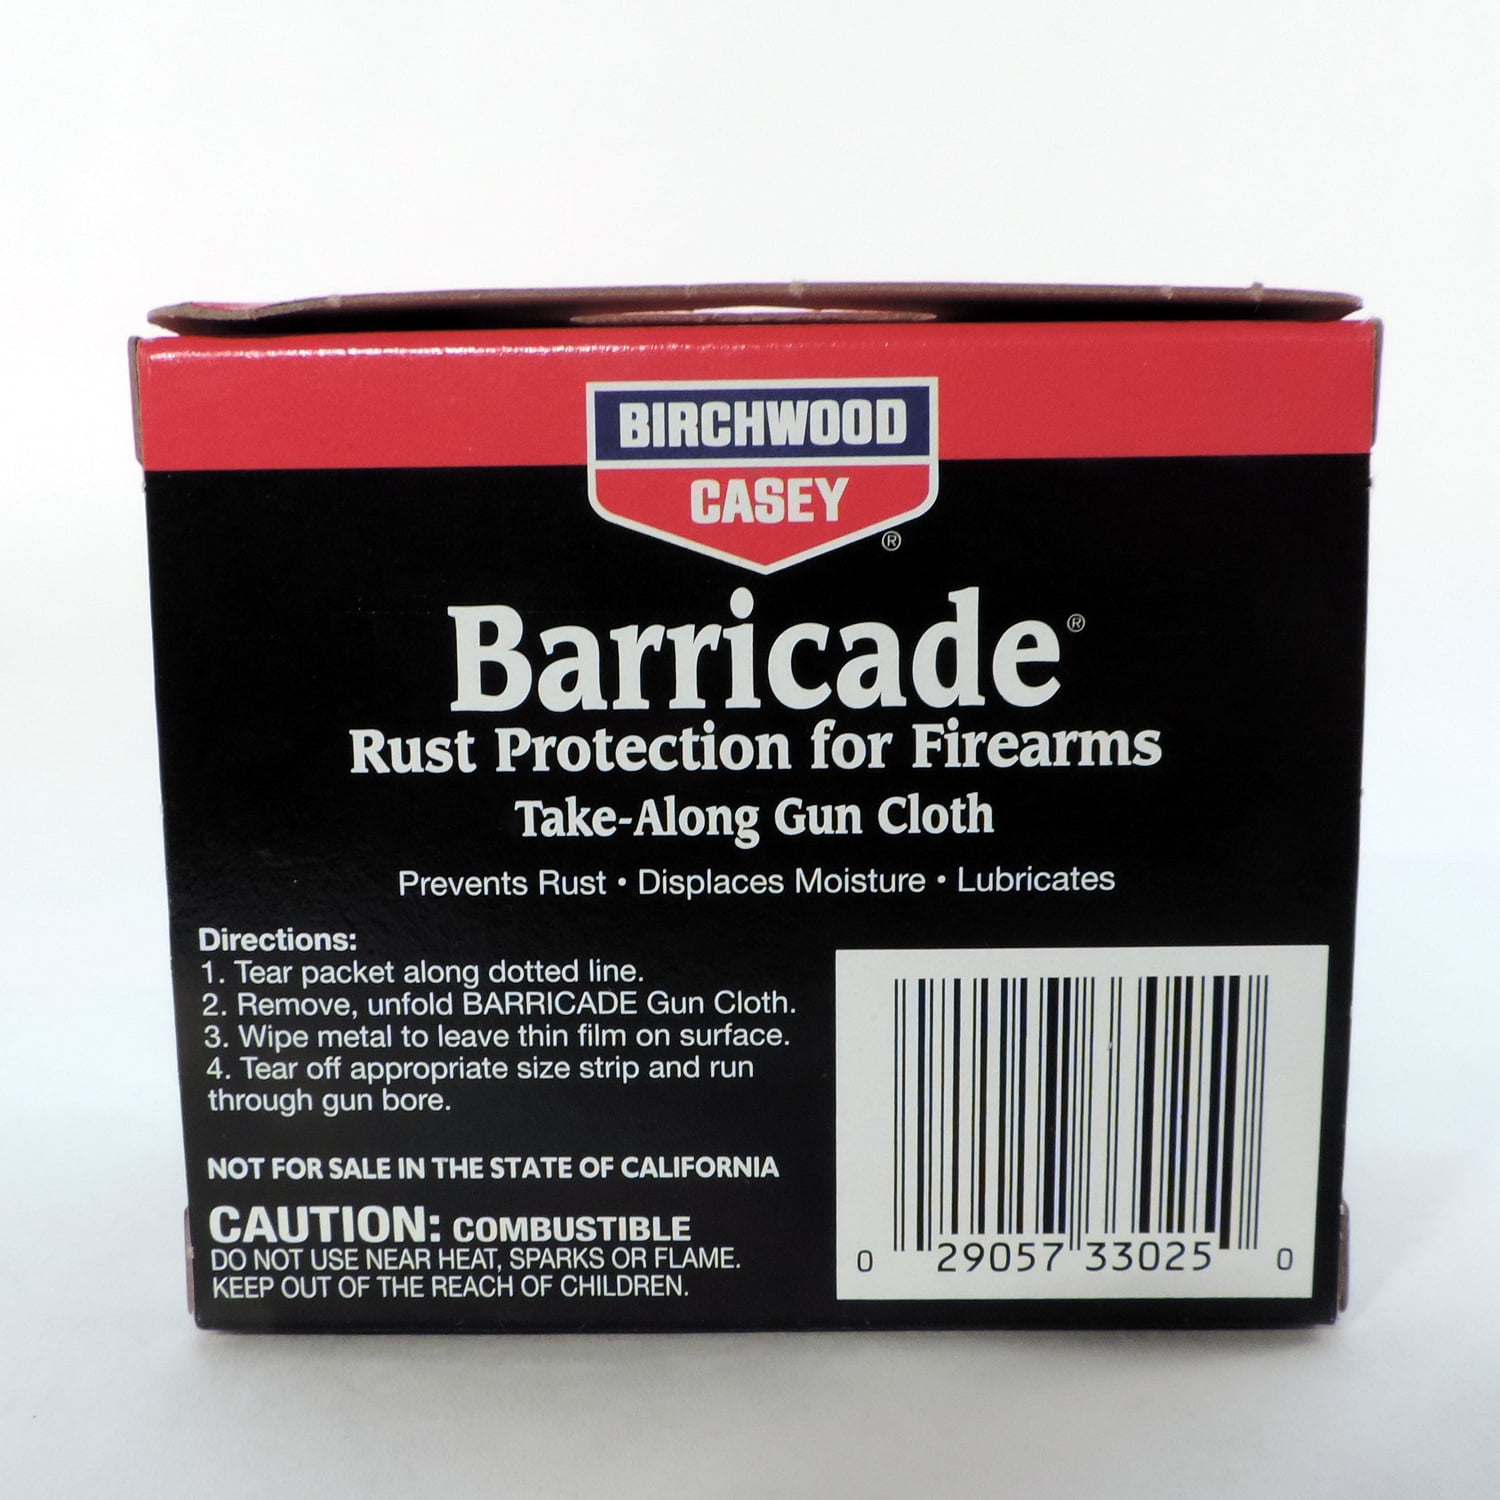 BIRCHWOOD
CASEY
®
Barricade®
Rust Protection for Firearms
Take-Along Gun Cloth
Prevents Rust • Displaces Moisture • Lubricates
Directions:
1. Tear packet along dotted line.
2. Remove, unfold BARRICADE Gun Cloth.
3. Wipe metal to leave thin film on surface.
4. Tear off appropriate size strip and run
through gun bore.
NOT FOR SALE IN THE STATE OF CALIFORNIA
CAUTION: COMBUSTIBLE
DO NOT USE NEAR HEAT, SPARKS OR FLAME.
KEEP OUT OF THE REACH OF CHILDREN.
0 29057 33025 0